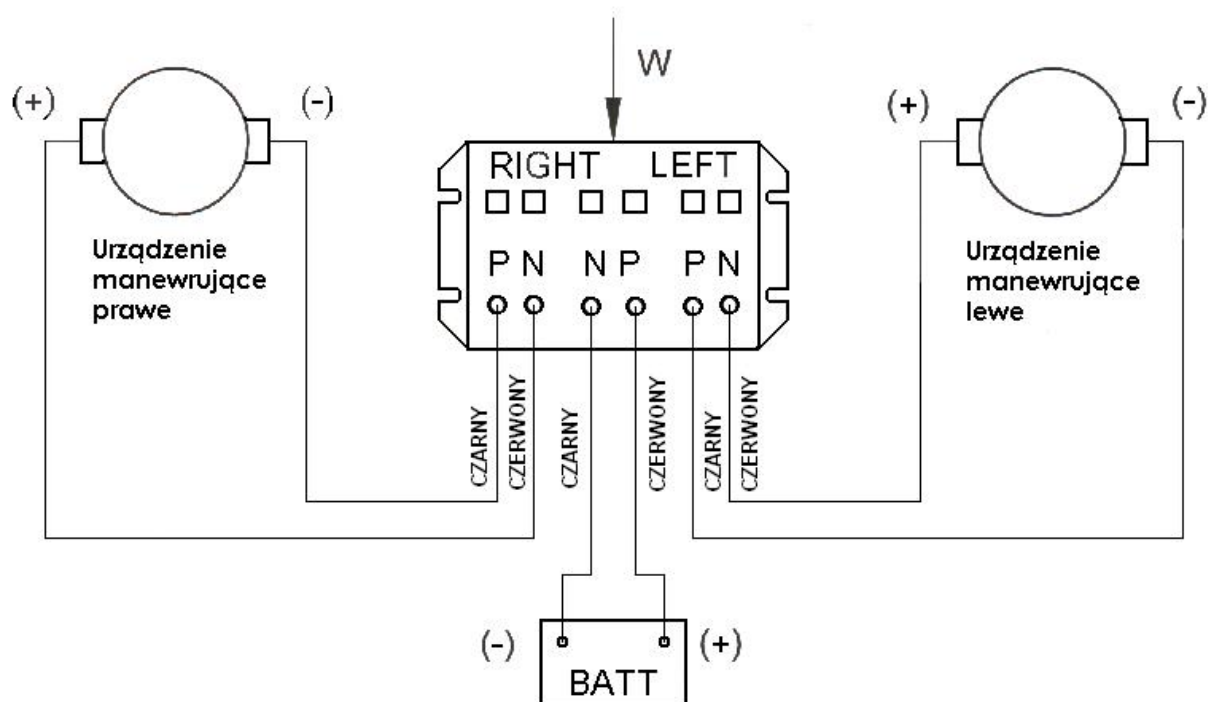 W
(+)
(-)
(+)
(-)
RIGHT LEFT
Urządzenie
manewrujące
prawe
P N N P P N
Urządzenie
manewrujące
lewe
CZARNY
CZERWONY
CZARNY
CZERWONY
CZARNY
CZERWONY
(-)
(+)
BATT